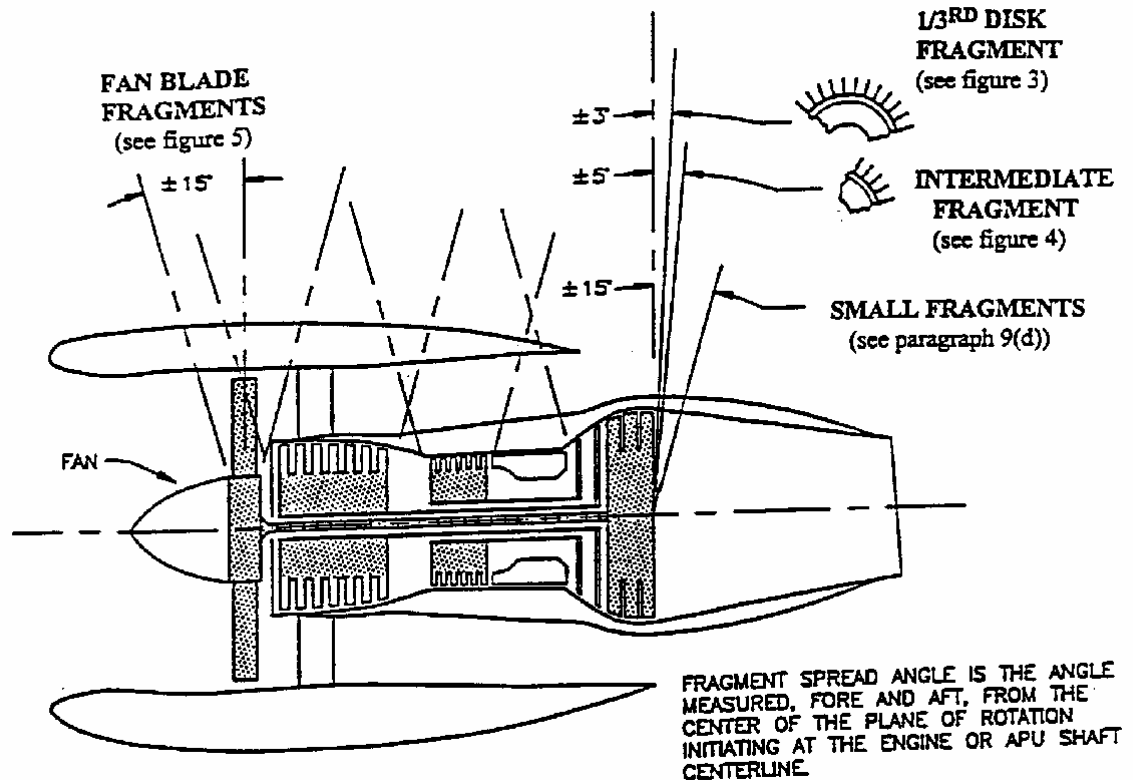 1/3RD DISK
FRAGMENT
(see figure 3)
FAN BLADE
FRAGMENTS
(see figure 5)
±15°
±3°
±5°
INTERMEDIATE
FRAGMENT
(see figure 4)
±15°
SMALL FRAGMENTS
(see paragraph 9(d))
FAN
FRAGMENT SPREAD ANGLE IS THE ANGLE
MEASURED, FORE AND AFT, FROM THE
CENTER OF THE PLANE OF ROTATION
INITIATING AT THE ENGINE OR APU SHAFT
CENTERLINE